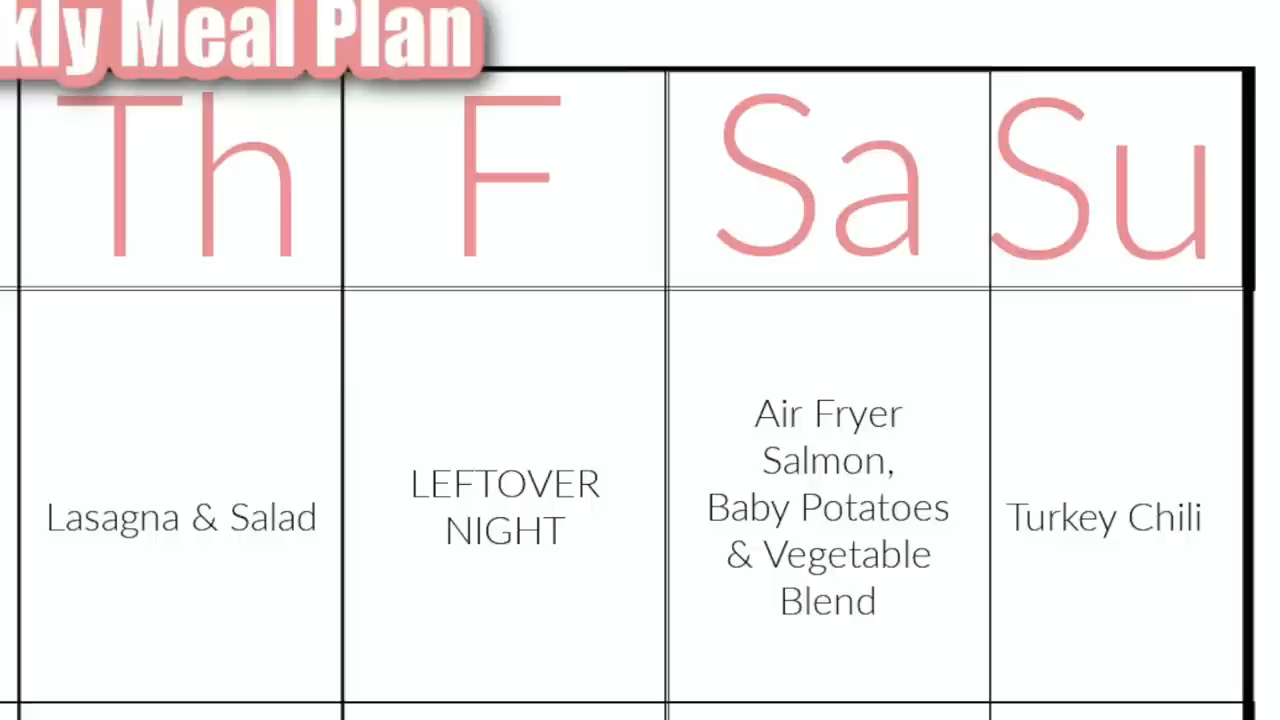 kly Meal Plan
Th F Sa Su
Lasagna & Salad
LEFTOVER
NIGHT
Air Fryer
Salmon,
Baby Potatoes
& Vegetable
Blend
Turkey Chili